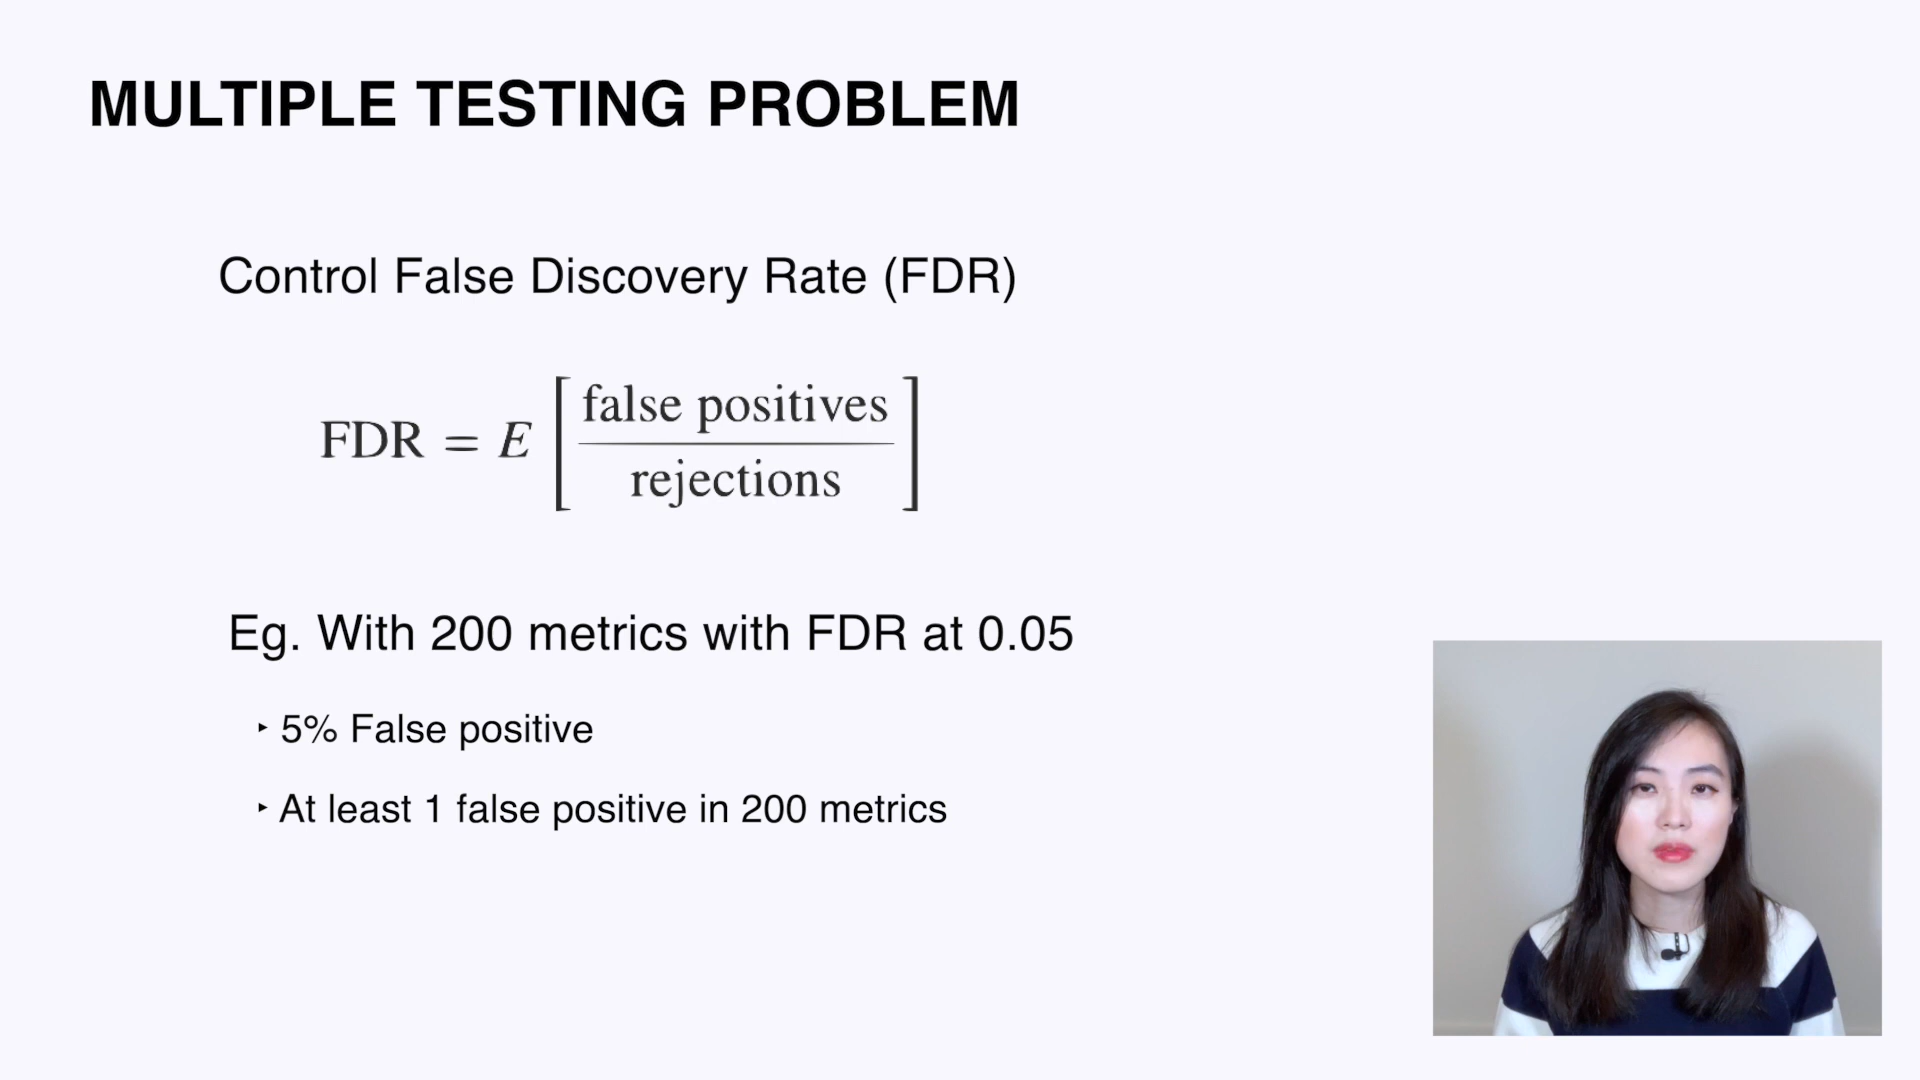 MULTIPLE TESTING PROBLEM
Control False Discovery Rate (FDR)
FDR = E [ false positives / rejections ]
Eg. With 200 metrics with FDR at 0.05
‣ 5% False positive
‣ At least 1 false positive in 200 metrics